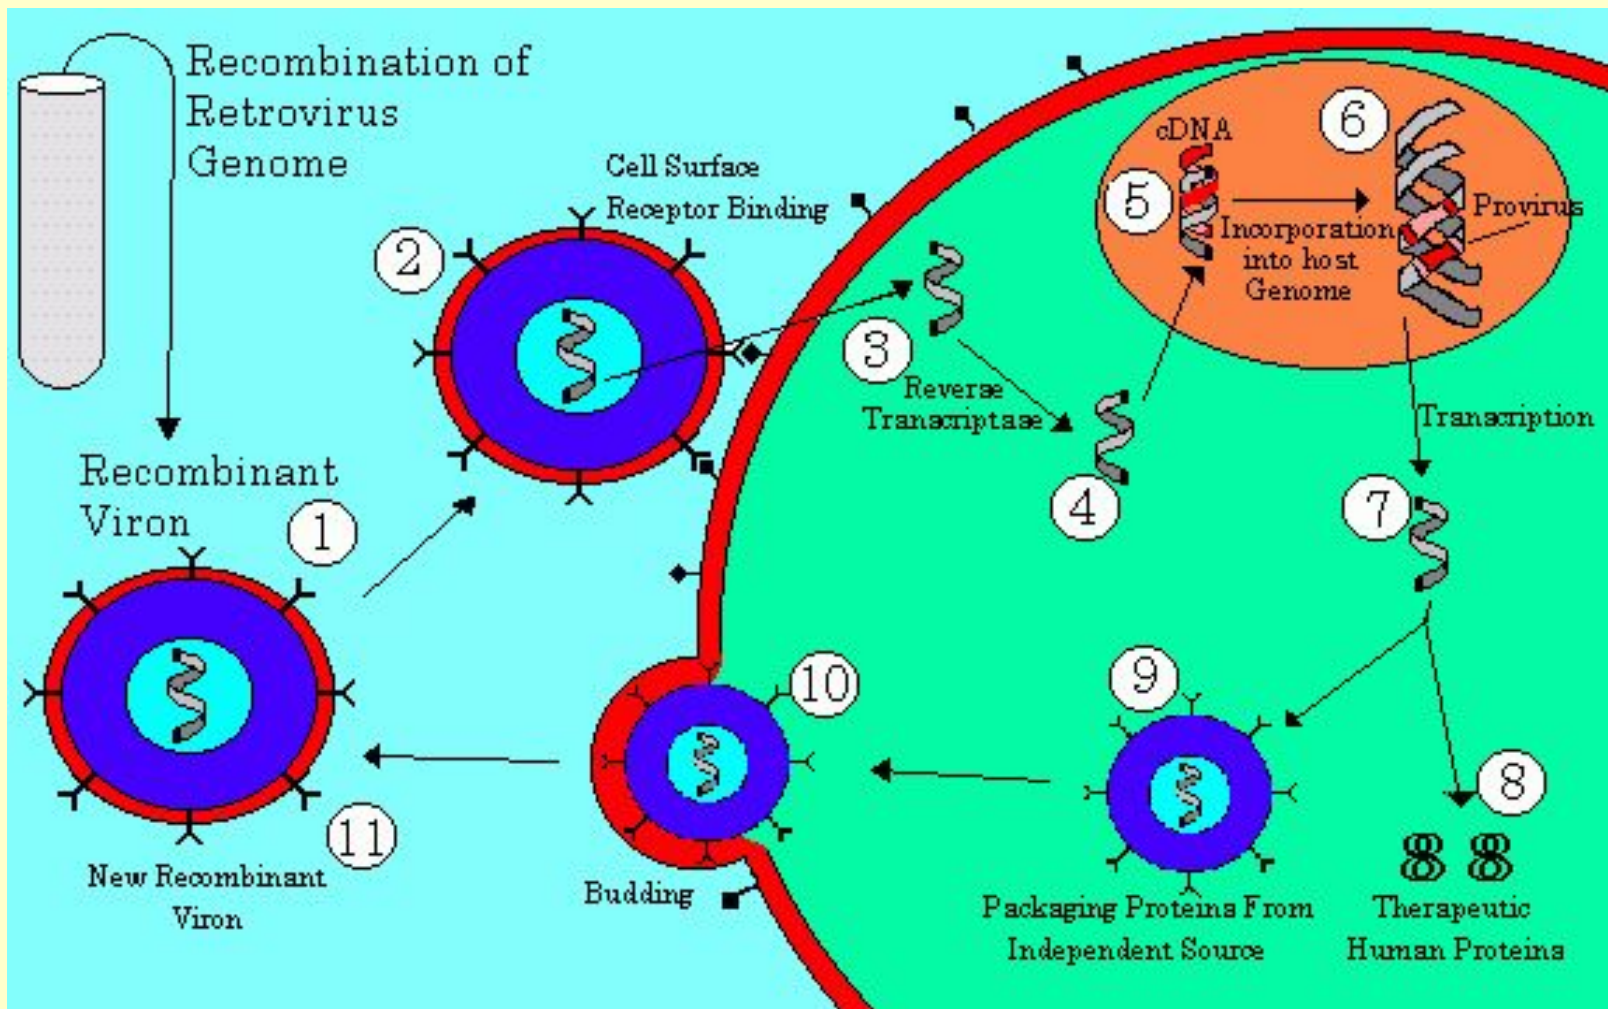 Recombination of
Retrovirus
Genome
Cell Surface
Receptor Binding
2
Recombinant
Viron
1
3
Reverse
Transcriptase
4
cDNA
5
Incorporation
into host
Genome
6
Provirus
Transcription
7
8
Therapeutic
Human Proteins
9
Packaging Proteins From
Independent Source
10
Budding
11
New Recombinant
Viron